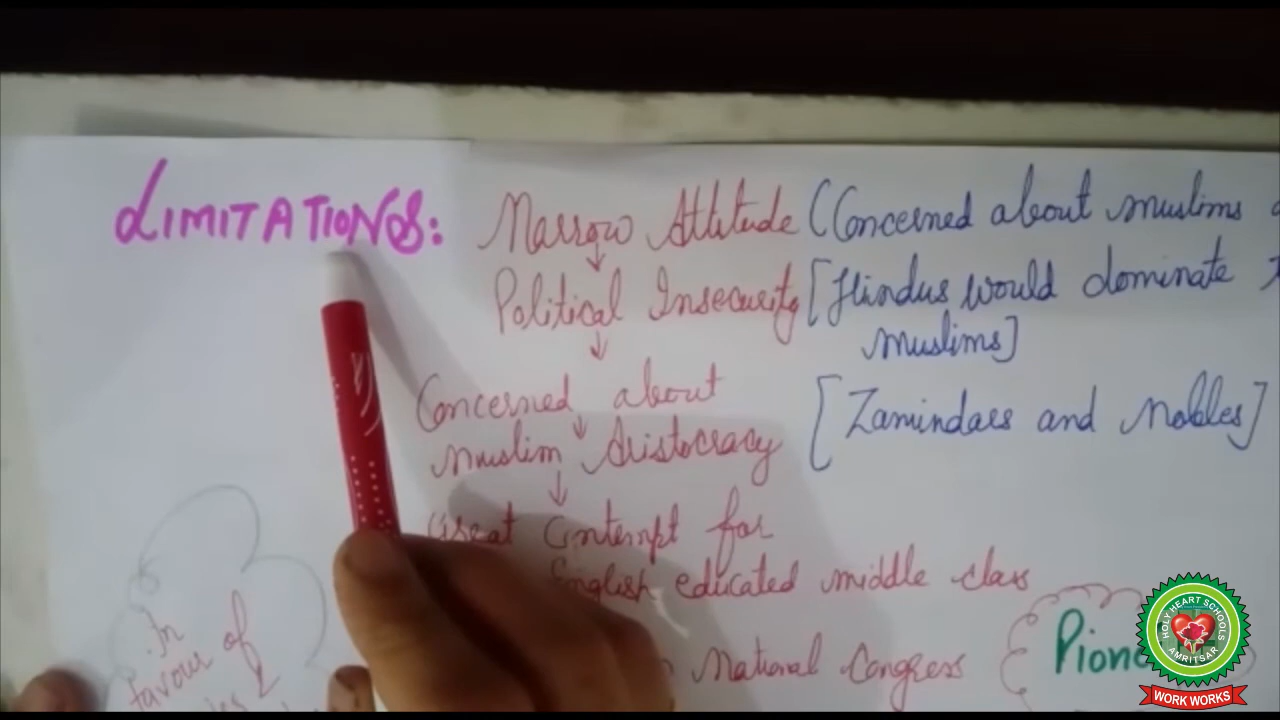 LIMITATIONS: Narrow Attitude (Concerned about muslims
Political Insecurity [Hindus would dominate
muslims]
Concerned about
muslim Aristocracy [Zamindars and Nobles]
Great Contempt for
English educated middle class
National Congress
In
favour of
HOLY HEART SCHOOLS
AMRITSAR
WORK WORKS